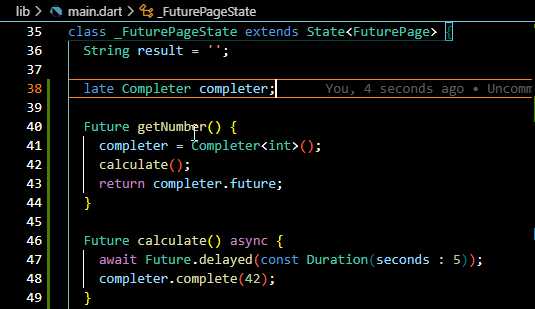 lib > main.dart > _FuturePageState
35 class _FuturePageState extends State<FuturePage> {
36   String result = '';
37
38   late Completer completer; You, 4 seconds ago • Uncomm
39
40   Future getNumber() {
41     completer = Completer<int>();
42     calculate();
43     return completer.future;
44   }
45
46   Future calculate() async {
47     await Future.delayed(const Duration(seconds : 5));
48     completer.complete(42);
49   }